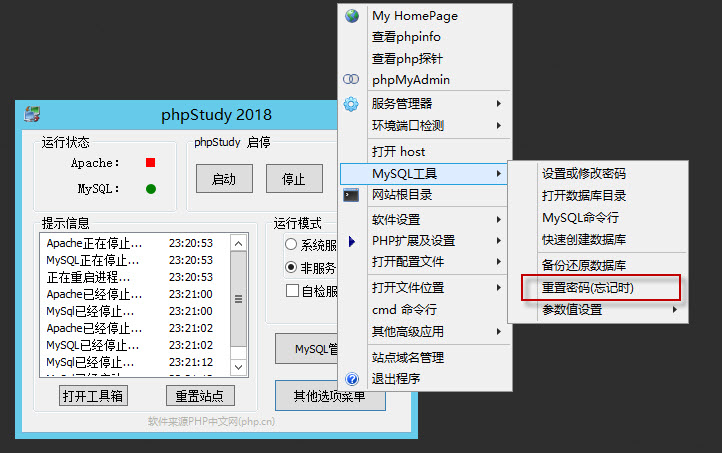 phpStudy 2018
运行状态
Apache:
MySQL:
phpStudy 启停
启动
停止
提示信息
Apache正在停止... 23:20:53
MySQL正在停止... 23:20:53
正在重启进程... 23:20:53
Apache已经停止... 23:21:00
MySql已经停止... 23:21:00
Apache已经停止... 23:21:02
MySQL已经停止... 23:21:02
MySql已经停止... 23:21:12
运行模式
系统服
非服务
自检服
MySQL管
打开工具箱
重置站点
其他选项菜单
软件来源PHP中文网(php.cn)
My HomePage
查看phpinfo
查看php探针
phpMyAdmin
服务管理器
环境端口检测
打开 host
MySQL工具
网站根目录
软件设置
PHP扩展及设置
打开配置文件
打开文件位置
cmd 命令行
其他高级应用
站点域名管理
退出程序
设置或修改密码
打开数据库目录
MySQL命令行
快速创建数据库
备份还原数据库
重置密码(忘记时)
参数值设置